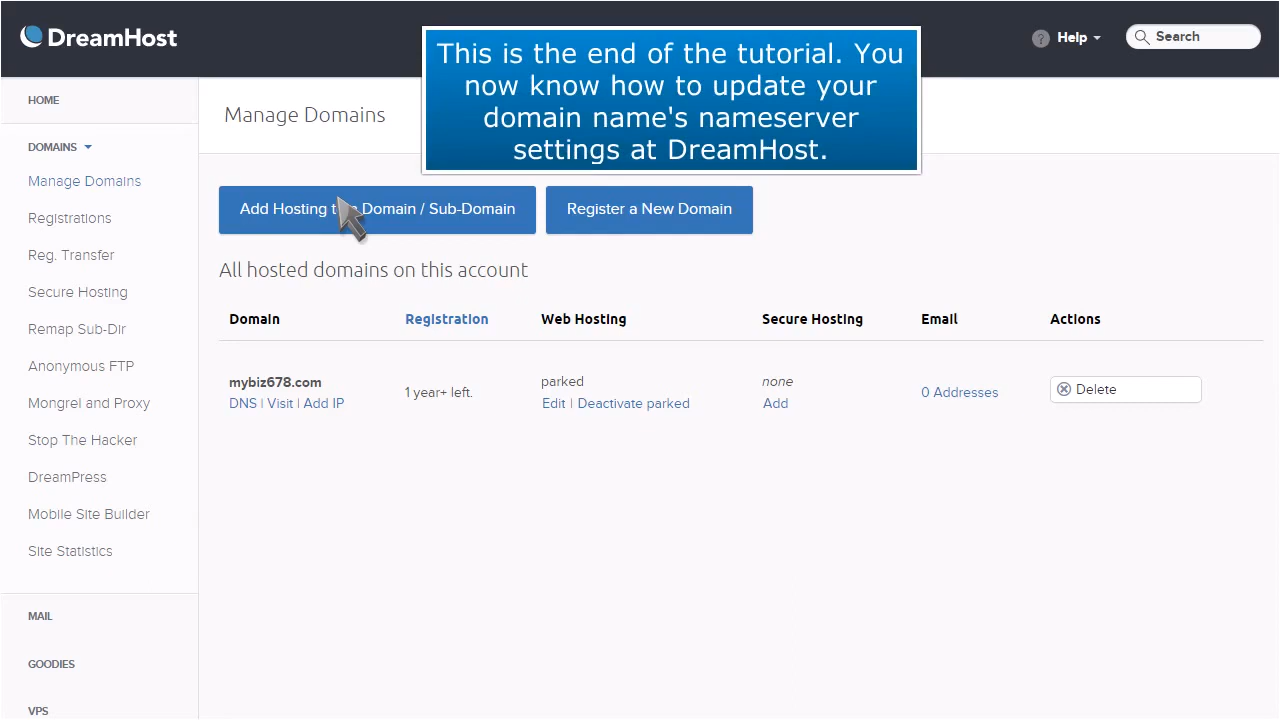 DreamHost
Help
Search
This is the end of the tutorial. You
now know how to update your
domain name's nameserver
settings at DreamHost.
HOME
DOMAINS
Manage Domains
Registrations
Reg. Transfer
Secure Hosting
Remap Sub-Dir
Anonymous FTP
Mongrel and Proxy
Stop The Hacker
DreamPress
Mobile Site Builder
Site Statistics
MAIL
GOODIES
VPS
Manage Domains
Add Hosting t Domain / Sub-Domain
Register a New Domain
All hosted domains on this account
Domain Registration Web Hosting Secure Hosting Email Actions
mybiz678.com 1 year+ left. parked none 0 Addresses Delete
DNS | Visit | Add IP Edit | Deactivate parked Add